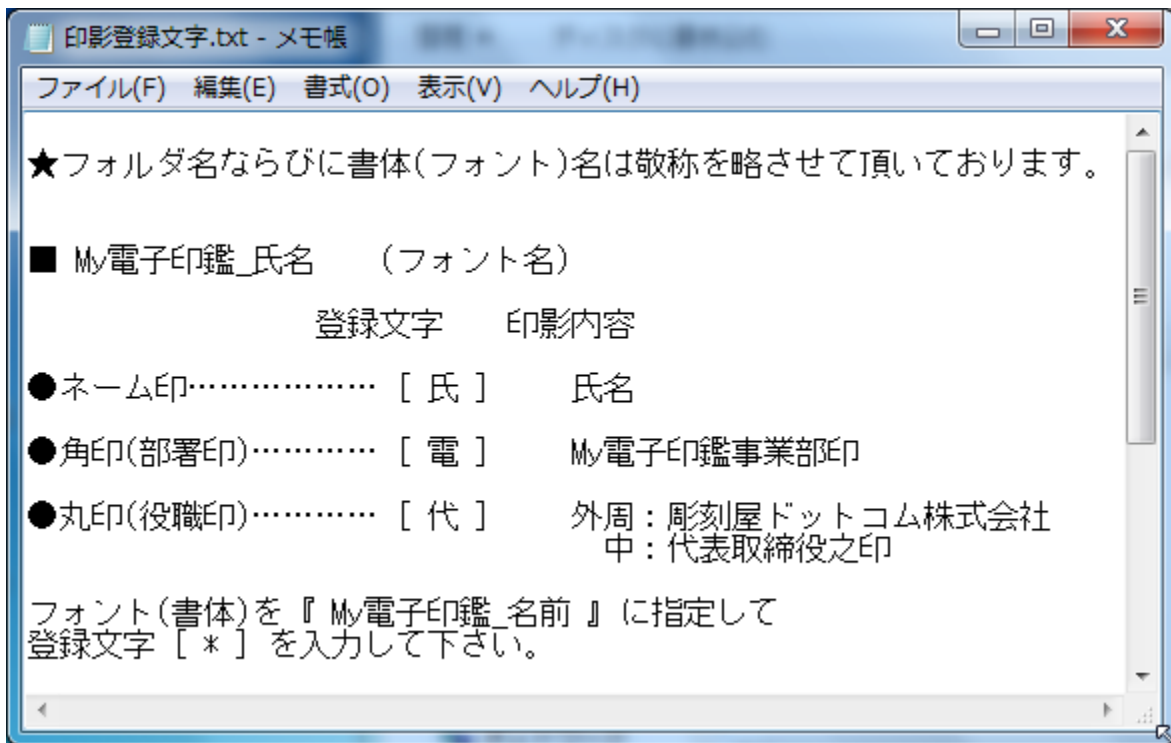 印影登録文字.txt - メモ帳
ファイル(F) 編集(E) 書式(O) 表示(V) ヘルプ(H)
★フォルダ名ならびに書体(フォント)名は敬称を略させて頂いております。
■ My電子印鑑_氏名 （フォント名）
登録文字 印影内容
●ネーム印……………… [ 氏 ] 氏名
●角印(部署印)………… [ 電 ] My電子印鑑事業部印
●丸印(役職印)………… [ 代 ] 外周：彫刻屋ドットコム株式会社
中：代表取締役之印
フォント(書体)を『 My電子印鑑_名前 』に指定して
登録文字 [ * ] を入力して下さい。